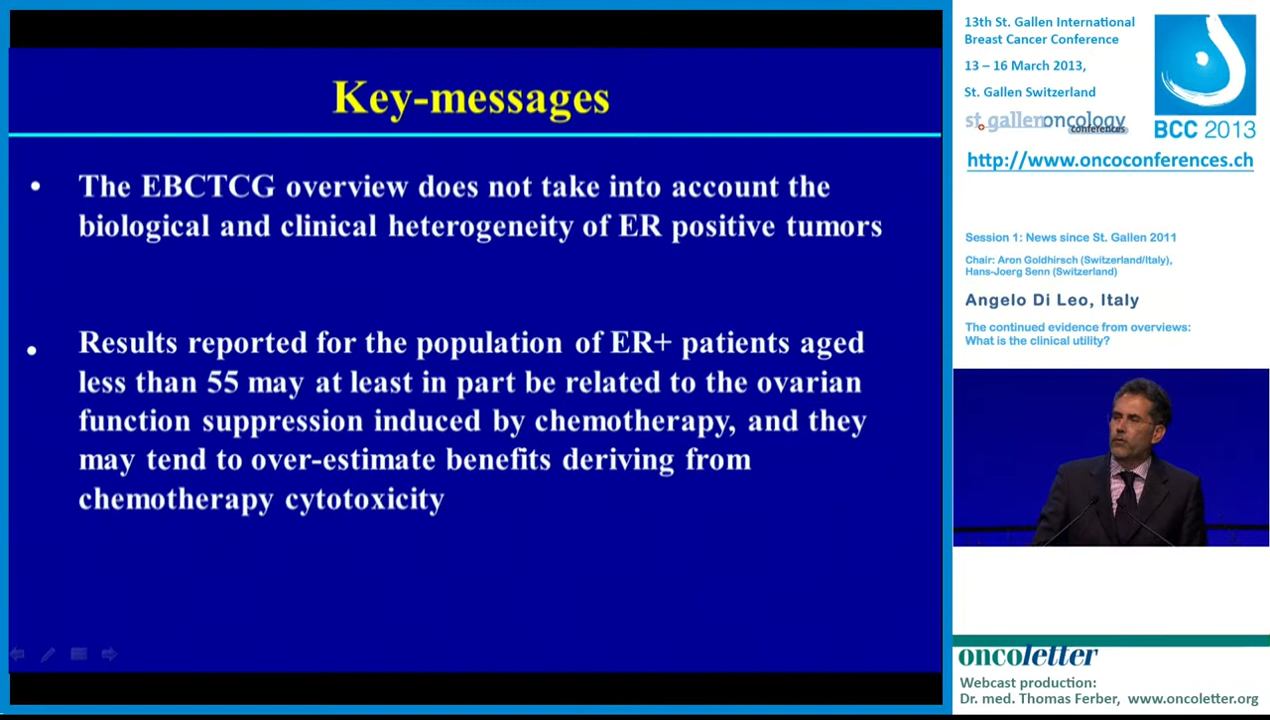 Key-messages
• The EBCTCG overview does not take into account the
biological and clinical heterogeneity of ER positive tumors
• Results reported for the population of ER+ patients aged
less than 55 may at least in part be related to the ovarian
function suppression induced by chemotherapy, and they
may tend to over-estimate benefits deriving from
chemotherapy cytotoxicity
13th St. Gallen International
Breast Cancer Conference
13 – 16 March 2013,
St. Gallen Switzerland
st.gallenoncology
conferences
BCC 2013
http://www.oncoconferences.ch
Session 1: News since St. Gallen 2011
Chair: Aron Goldhirsch (Switzerland/Italy),
Hans-Joerg Senn (Switzerland)
Angelo Di Leo, Italy
The continued evidence from overviews:
What is the clinical utility?
oncoletter
Webcast production:
Dr. med. Thomas Ferber, www.oncoletter.org